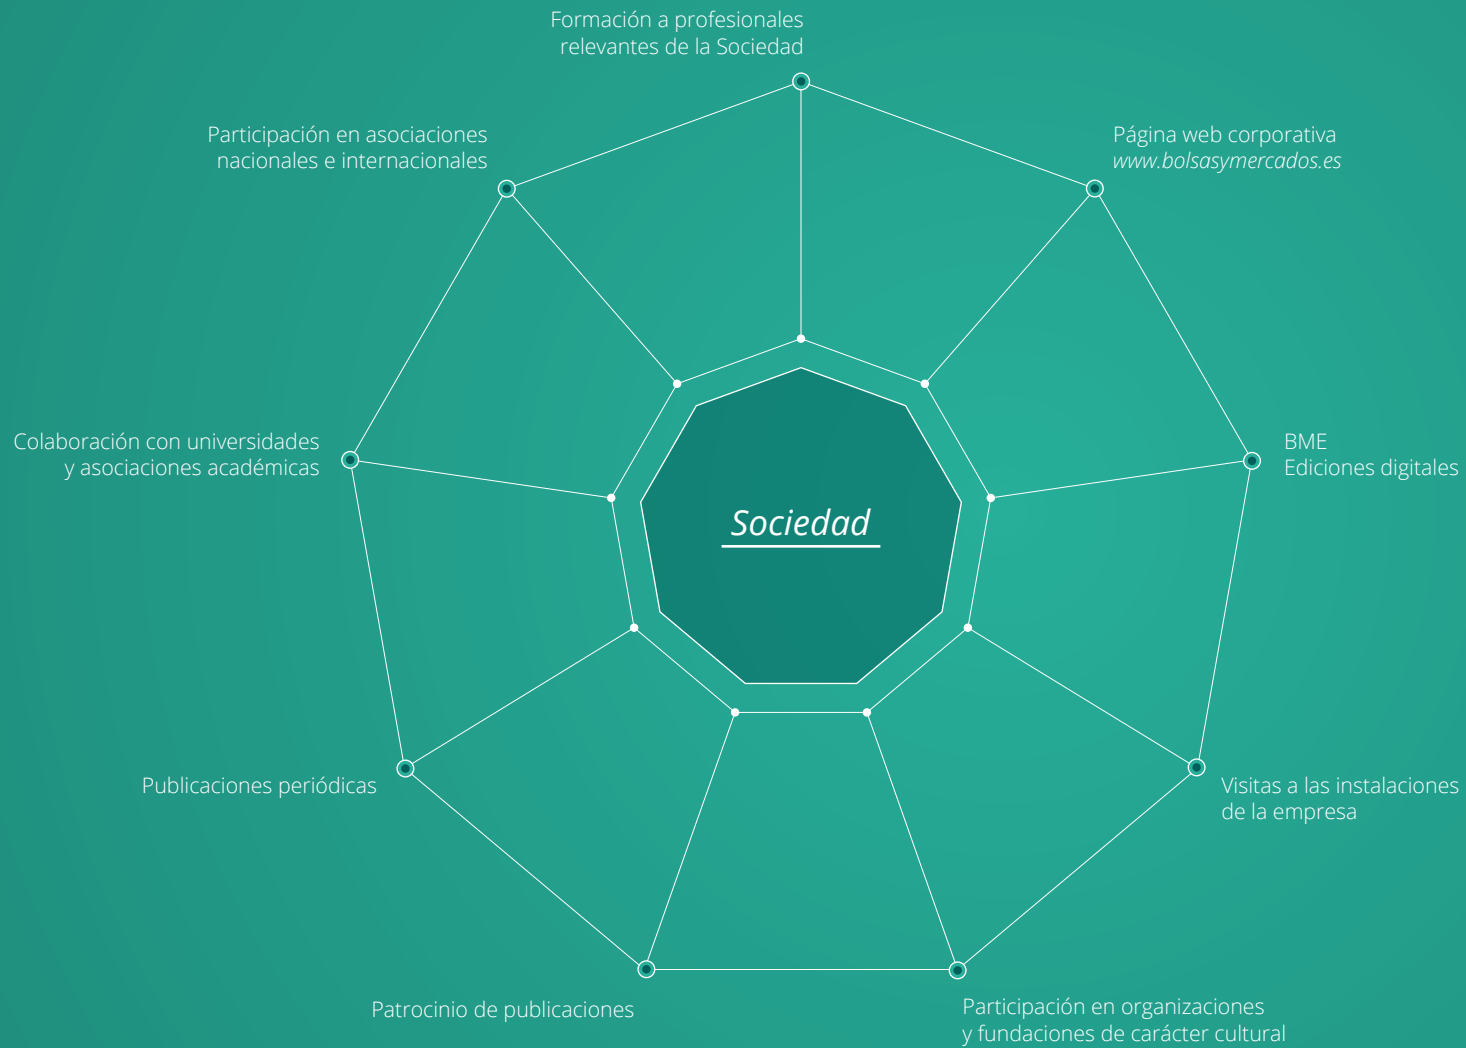 Formación a profesionales
relevantes de la Sociedad
Participación en asociaciones
nacionales e internacionales
Página web corporativa
www.bolsasymercados.es
Colaboración con universidades
y asociaciones académicas
BME
Ediciones digitales
Sociedad
Publicaciones periódicas
Visitas a las instalaciones
de la empresa
Patrocinio de publicaciones
Participación en organizaciones
y fundaciones de carácter cultural